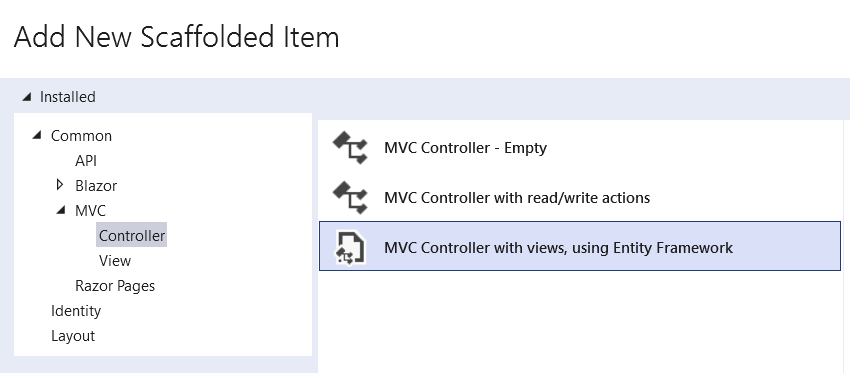 Add New Scaffolded Item
Installed
Common
API
Blazor
MVC
Controller
View
Razor Pages
Identity
Layout
MVC Controller - Empty
MVC Controller with read/write actions
MVC Controller with views, using Entity Framework